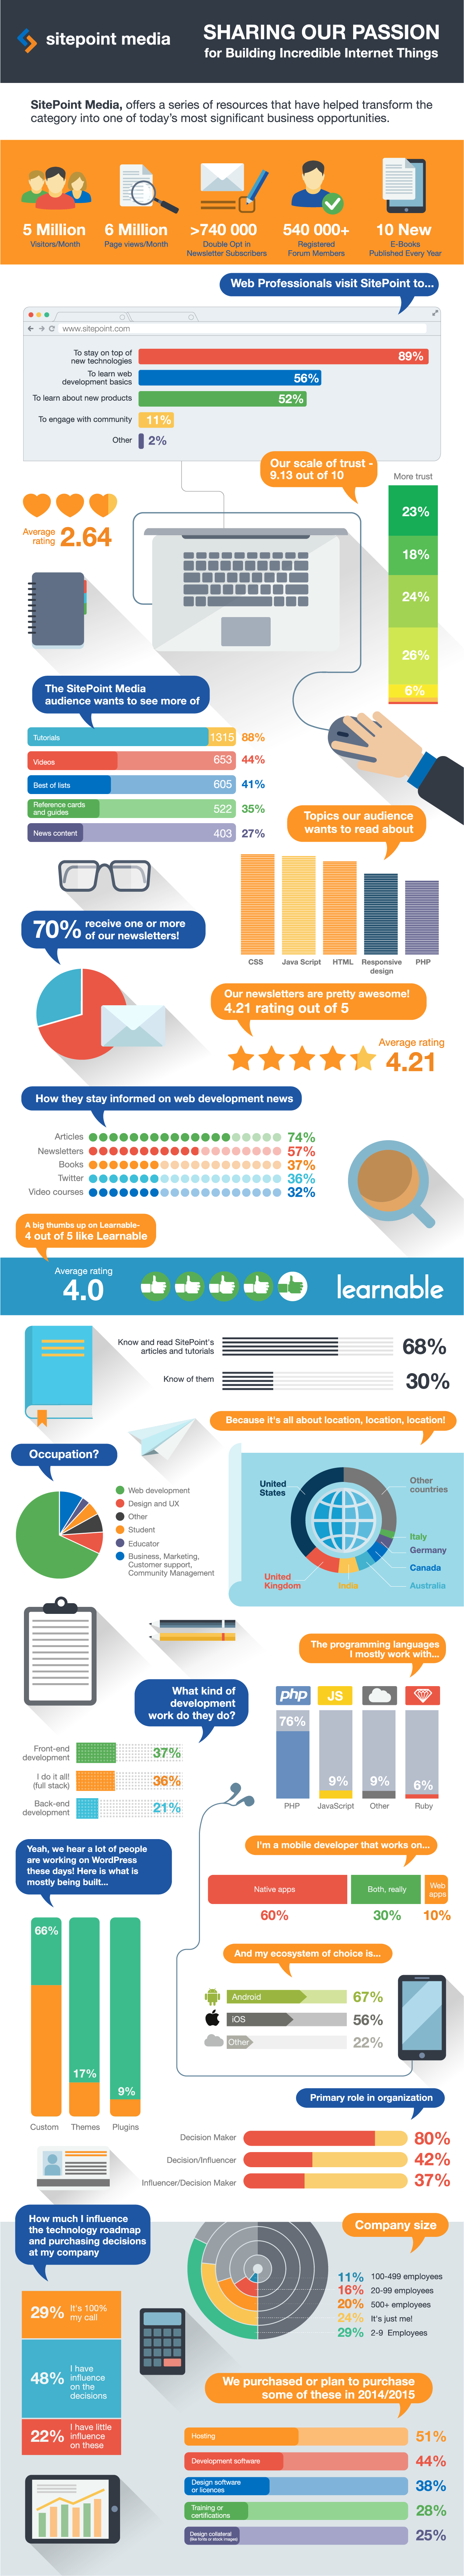 sitepoint media
SHARING OUR PASSION
for Building Incredible Internet Things
SitePoint Media, offers a series of resources that have helped transform the
category into one of today's most significant business opportunities.
5 Million
Visitors/Month
6 Million
Page views/Month
>740 000
Double Opt in
Newsletter Subscribers
540 000+
Registered
Forum Members
10 New
E-Books
Published Every Year
Web Professionals visit SitePoint to...
www.sitepoint.com
To stay on top of
new technologies
89%
To learn web
development basics
56%
To learn about new products
52%
To engage with community
11%
Other
2%
Our scale of trust -
9.13 out of 10
More trust
23%
18%
24%
26%
6%
Average
rating
2.64
The SitePoint Media
audience wants to see more of
Tutorials 1315 88%
Videos 653 44%
Best of lists 605 41%
Reference cards
and guides
522 35%
News content 403 27%
Topics our audience
wants to read about
CSS
Java Script
HTML
Responsive
design
PHP
70%
receive one or more
of our newsletters!
Our newsletters are pretty awesome!
4.21 rating out of 5
Average rating
4.21
How they stay informed on web development news
Articles 74%
Newsletters 57%
Books 37%
Twitter 36%
Video courses 32%
A big thumbs up on Learnable-
4 out of 5 like Learnable
Average rating
4.0
learnable
Know and read SitePoint's
articles and tutorials
68%
Know of them
30%
Because it's all about location, location, location!
Occupation?
Web development
Design and UX
Other
Student
Educator
Business, Marketing,
Customer support,
Community Management
United
States
Other
countries
Italy
Germany
Canada
Australia
India
United
Kingdom
The programming languages
I mostly work with...
php
JS
76%
9%
9%
6%
PHP
JavaScript
Other
Ruby
What kind of
development
work do they do?
Front-end
development
37%
I do it all!
(full stack)
36%
Back-end
development
21%
Yeah, we hear a lot of people
are working on WordPress
these days! Here is what is
mostly being built...
66%
17%
9%
Custom
Themes
Plugins
I'm a mobile developer that works on...
Native apps
Both, really
Web
apps
60%
30%
10%
And my ecosystem of choice is...
Android 67%
iOS 56%
Other 22%
Primary role in organization
Decision Maker 80%
Decision/Influencer 42%
Influencer/Decision Maker 37%
How much I influence
the technology roadmap
and purchasing decisions
at my company
29%
It's 100%
my call
48%
I have
influence
on the
decisions
22%
I have little
influence
on these
Company size
11% 100-499 employees
16% 20-99 employees
20% 500+ employees
24% It's just me!
29% 2-9 Employees
We purchased or plan to purchase
some of these in 2014/2015
Hosting 51%
Development software 44%
Design software
or licences
38%
Training or
certifications
28%
Design collateral
(like fonts or stock images)
25%